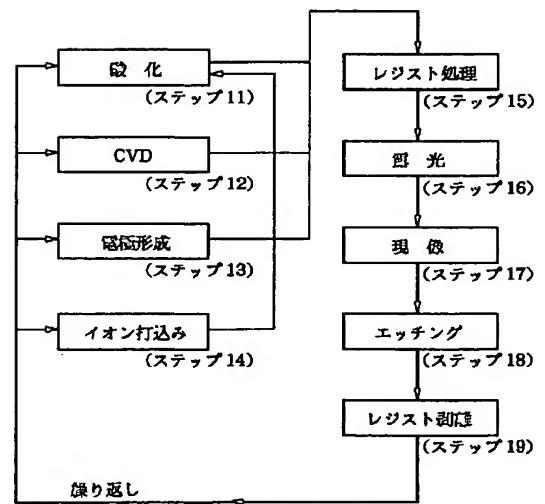 酸化
(ステップ11)
CVD
(ステップ12)
電極形成
(ステップ13)
イオン打込み
(ステップ14)
レジスト処理
(ステップ15)
露光
(ステップ16)
現像
(ステップ17)
エッチング
(ステップ18)
レジスト剥離
(ステップ19)
繰り返し